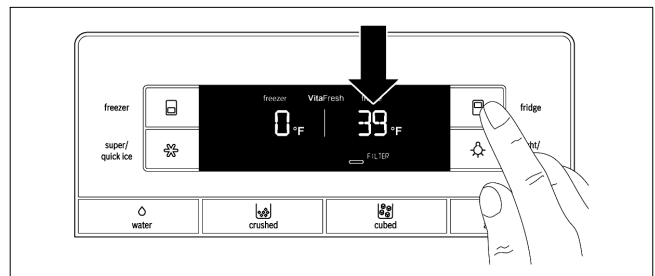 freezer VitaFresh
freezer 0°F 39°F fridge
super/
quick ice
FILTER
water crushed cubed